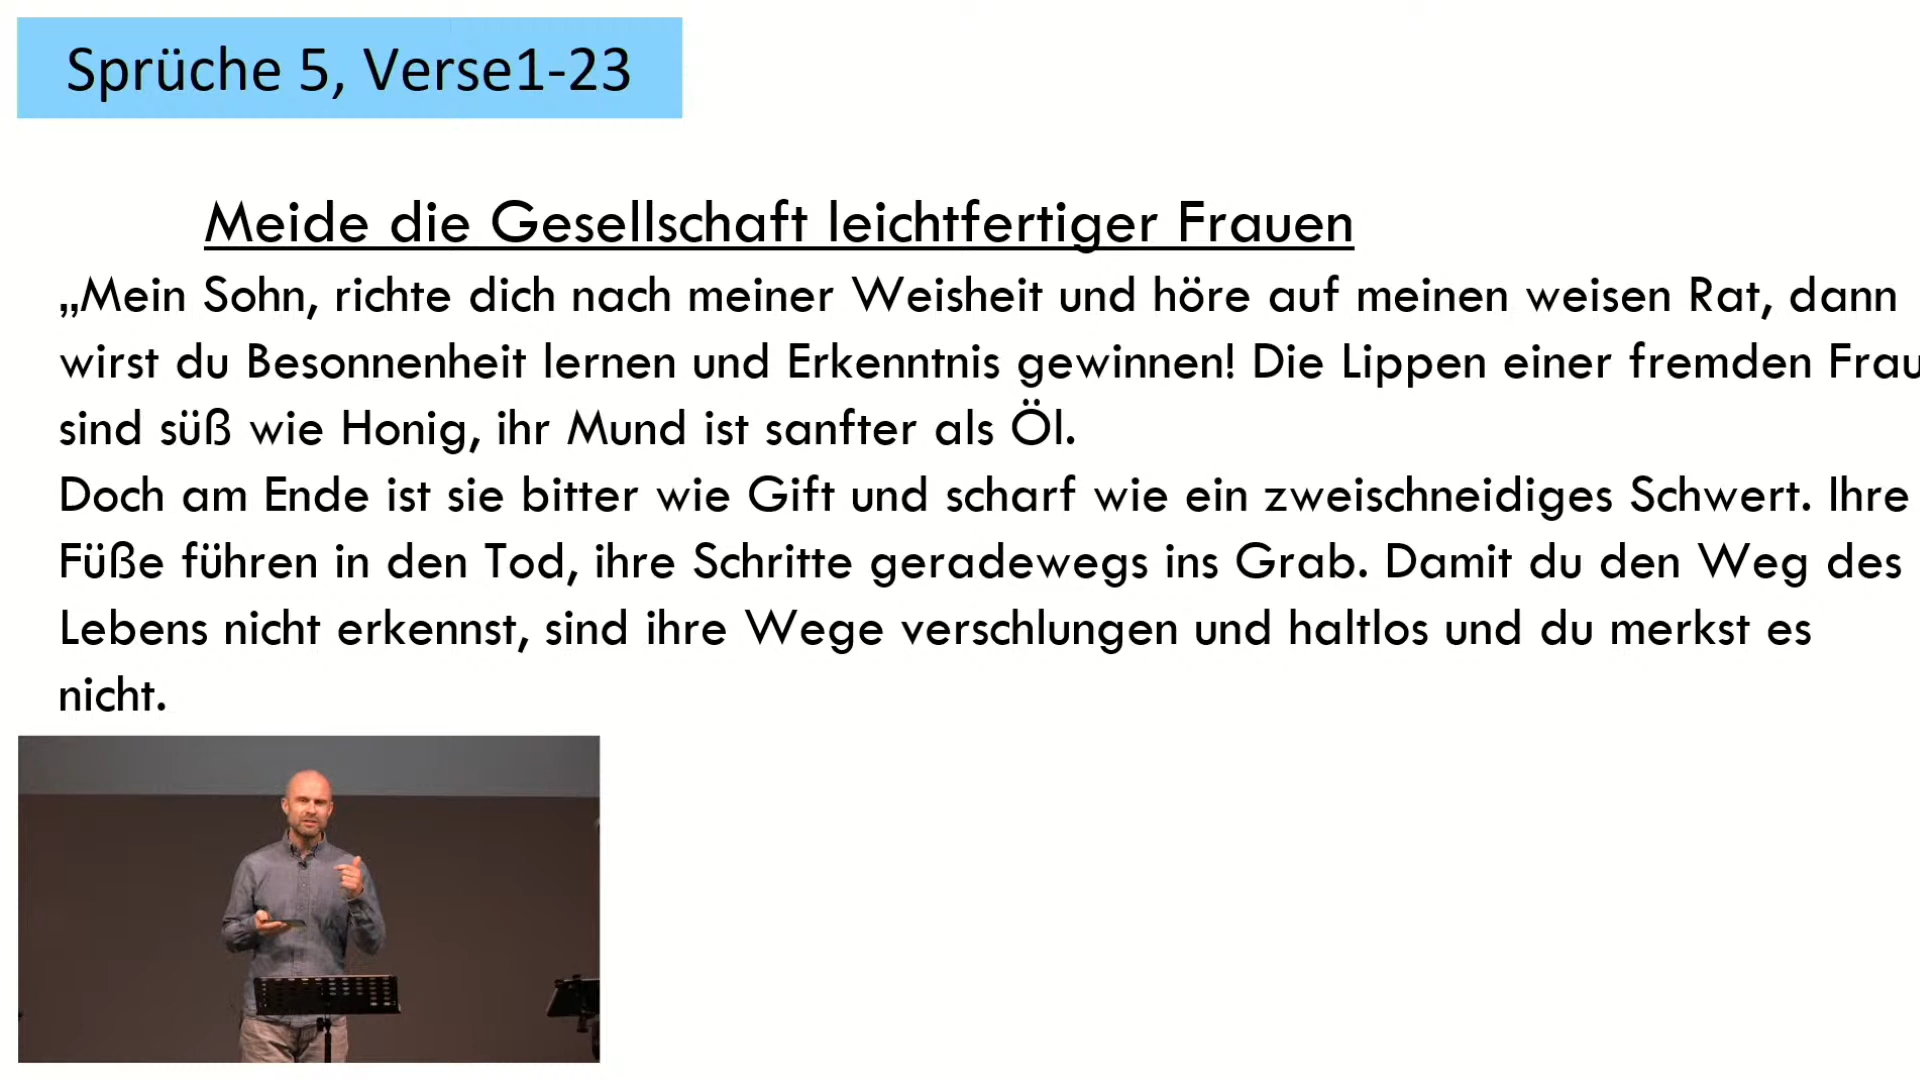 Sprüche 5, Verse1-23
Meide die Gesellschaft leichtfertiger Frauen
„Mein Sohn, richte dich nach meiner Weisheit und höre auf meinen weisen Rat, dann
wirst du Besonnenheit lernen und Erkenntnis gewinnen! Die Lippen einer fremden Frau
sind süß wie Honig, ihr Mund ist sanfter als Öl.
Doch am Ende ist sie bitter wie Gift und scharf wie ein zweischneidiges Schwert. Ihre
Füße führen in den Tod, ihre Schritte geradewegs ins Grab. Damit du den Weg des
Lebens nicht erkennst, sind ihre Wege verschlungen und haltlos und du merkst es
nicht.